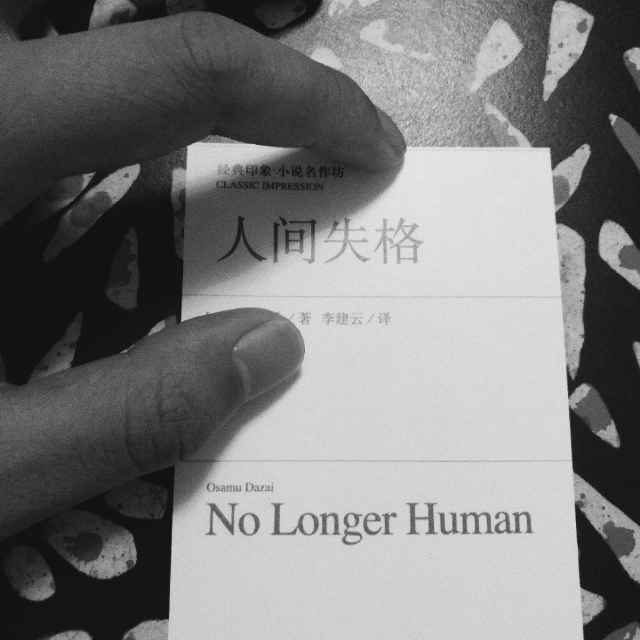 经典印象·小说名作坊
CLASSIC IMPRESSION
人间失格
／著 李建云／译
Osamu Dazai
No Longer Human